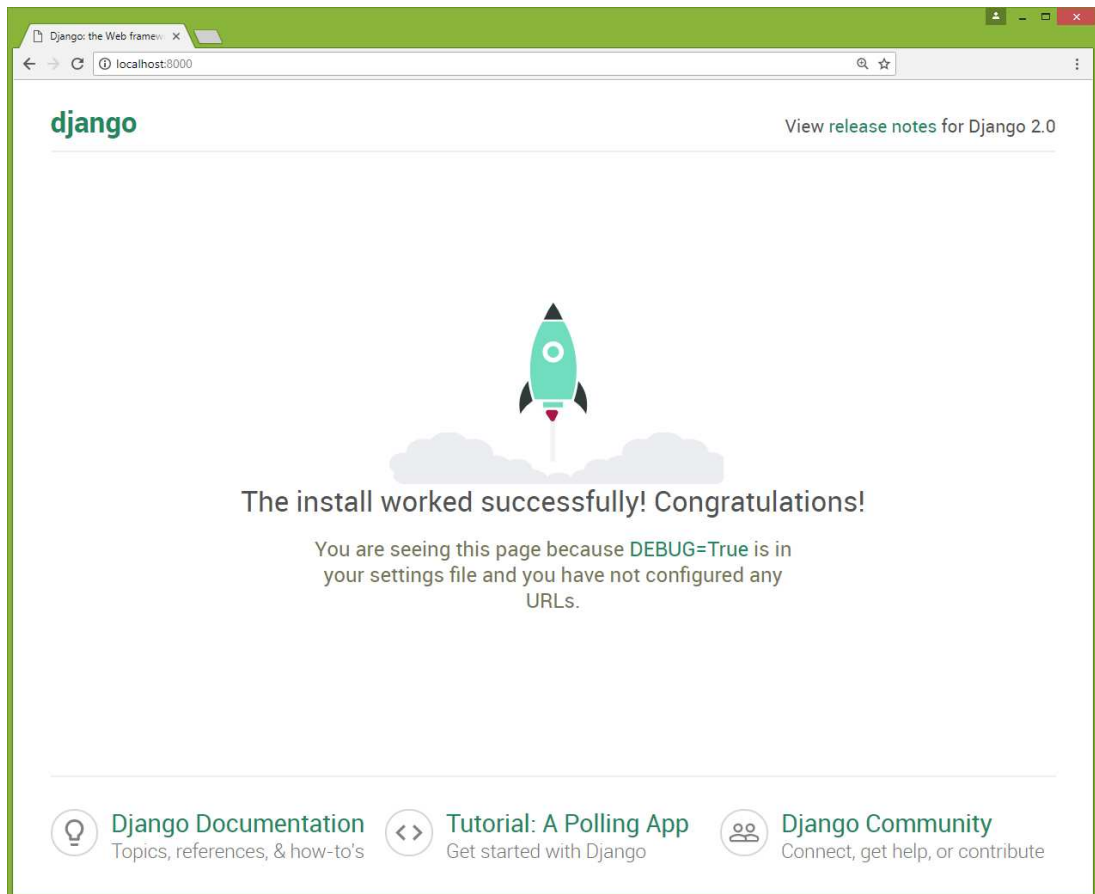 Django: the Web framew
localhost:8000
django
View release notes for Django 2.0
The install worked successfully! Congratulations!
You are seeing this page because DEBUG=True is in
your settings file and you have not configured any
URLs.
Django Documentation
Topics, references, & how-to's
Tutorial: A Polling App
Get started with Django
Django Community
Connect, get help, or contribute